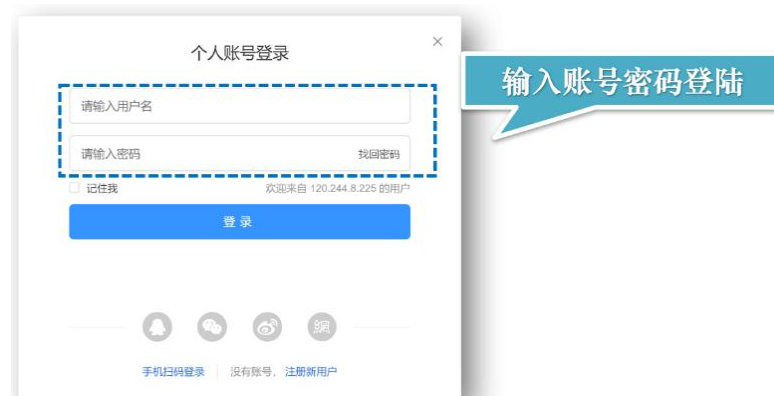 个人账号登录
×
输入账号密码登陆
请输入用户名
请输入密码 找回密码
记住我 欢迎来自 120.244.8.225 的用户
登 录
網
手机扫码登录 没有账号，注册新用户